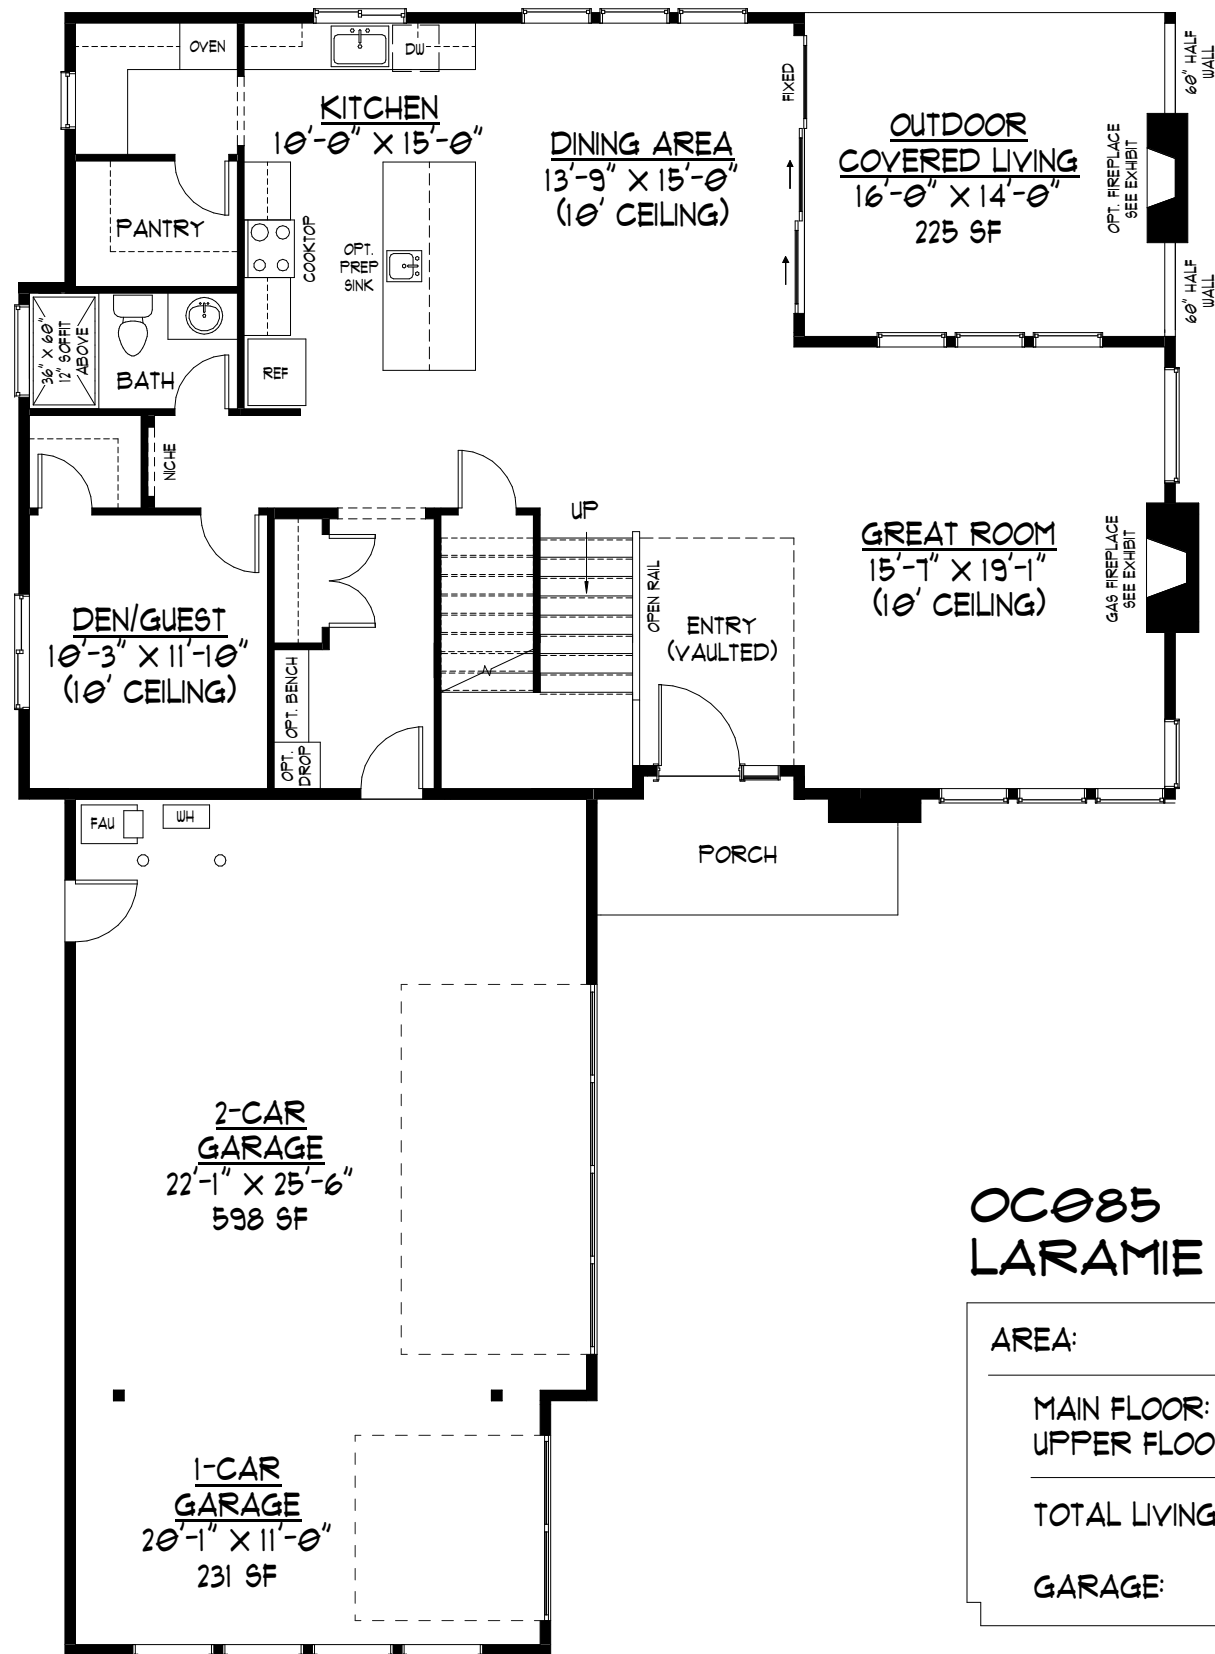 OVEN
DW
KITCHEN
10'-0" X 15'-0"
DINING AREA
13'-9" X 15'-0"
(10' CEILING)
FIXED
OUTDOOR
COVERED LIVING
16'-0" X 14'-0"
225 SF
60" HALF
WALL
OPT. FIREPLACE
SEE EXHIBIT
60" HALF
WALL
PANTRY
COOKTOP
OPT.
PREP
SINK
36" X 60"
12" SOFFIT
ABOVE
BATH
REF
NICHE
UP
GREAT ROOM
15'-7" X 19'-1"
(10' CEILING)
GAS FIREPLACE
SEE EXHIBIT
OPEN RAIL
ENTRY
(VAULTED)
DEN/GUEST
10'-3" X 11'-10"
(10' CEILING)
OPT. BENCH
OPT.
DROP
FAU
WH
PORCH
2-CAR
GARAGE
22'-1" X 25'-6"
598 SF
1-CAR
GARAGE
20'-1" X 11'-0"
231 SF
OC085
LARAMIE
AREA:
MAIN FLOOR:
UPPER FLOO
TOTAL LIVING
GARAGE: